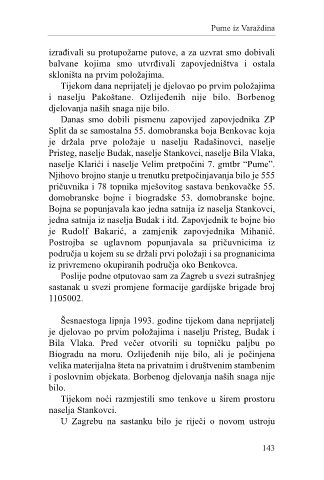 Pume iz Varaždina
izrađivali su protupožarne putove, a za uzvrat smo dobivali
balvane kojima smo utvrđivali zapovjedništva i ostala
skloništa na prvim položajima.
Tijekom dana neprijatelj je djelovao po prvim položajima
i naselju Pakoštane. Ozlijeđenih nije bilo. Borbenog
djelovanja naših snaga nije bilo.
Danas smo dobili pismenu zapovijed zapovjednika ZP
Split da se samostalna 55. domobranska boja Benkovac koja
je držala prve položaje u naselju Radašinovci, naselje
Pristeg, naselje Budak, naselje Stankovci, naselje Bila Vlaka,
naselje Klarići i naselje Velim pretpočini 7. gmtbr “Pume”.
Njihovo brojno stanje u trenutku pretpočinjavanja bilo je 555
pričuvnika i 78 topnika mješovitog sastava benkovačke 55.
domobranske bojne i biogradske 53. domobranske bojne.
Bojna se popunjavala kao jedna satnija iz naselja Stankovci,
jedna satnija iz naselja Budak i itd. Zapovjednik te bojne bio
je Rudolf Bakarić, a zamjenik zapovjednika Mihanić.
Postrojba se uglavnom popunjavala sa pričuvnicima iz
područja u kojem su se držali prvi položaji i sa prognanicima
iz privremeno okupiranih područja oko Benkovca.
Poslije podne otputovao sam za Zagreb u svezi sutrašnjeg
sastanak u svezi promjene formacije gardijske brigade broj
1105002.
Šesnaestoga lipnja 1993. godine tijekom dana neprijatelj
je djelovao po prvim položajima i naselju Pristeg, Budak i
Bila Vlaka. Pred večer otvorili su topničku paljbu po
Biogradu na moru. Ozlijeđenih nije bilo, ali je počinjena
velika materijalna šteta na privatnim i društvenim stambenim
i poslovnim objekata. Borbenog djelovanja naših snaga nije
bilo.
Tijekom noći razmjestili smo tenkove u širem prostoru
naselja Stankovci.
U Zagrebu na sastanku bilo je riječi o novom ustroju
143